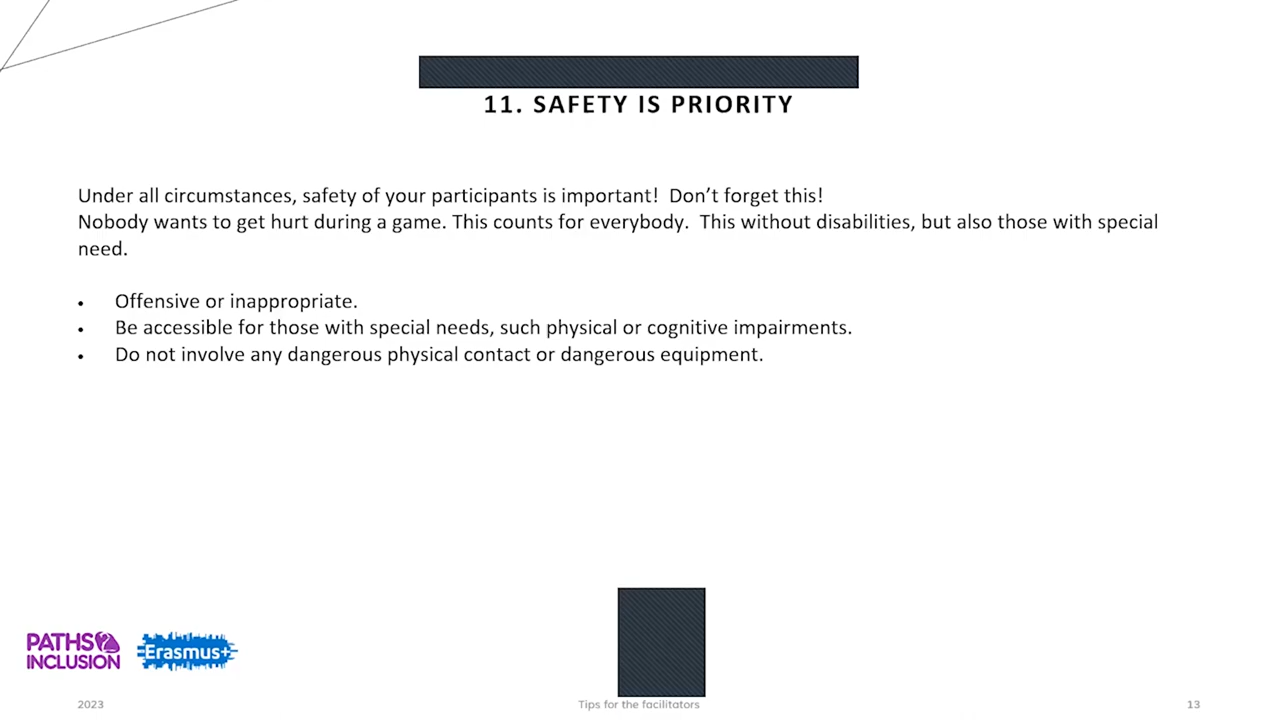 11. SAFETY IS PRIORITY
Under all circumstances, safety of your participants is important!  Don’t forget this!
Nobody wants to get hurt during a game. This counts for everybody.  This without disabilities, but also those with special
need.
• Offensive or inappropriate.
• Be accessible for those with special needs, such physical or cognitive impairments.
• Do not involve any dangerous physical contact or dangerous equipment.
PATHS2
INCLUSION
Erasmus+
2023
Tips for the facilitators
13